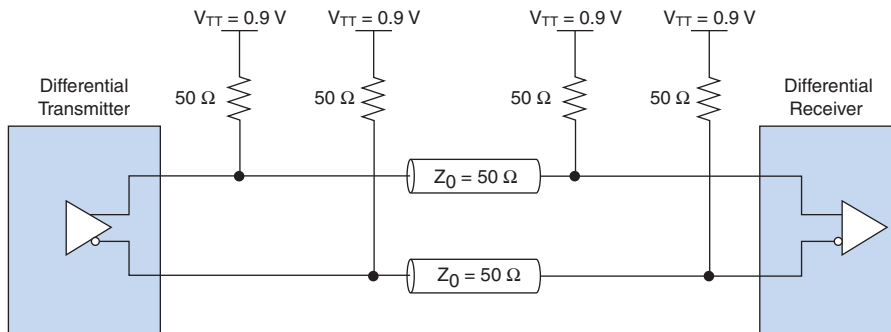 VTT = 0.9 V
VTT = 0.9 V
VTT = 0.9 V
VTT = 0.9 V
Differential
Transmitter
50 Ω
50 Ω
50 Ω
50 Ω
Differential
Receiver
Z0 = 50 Ω
Z0 = 50 Ω